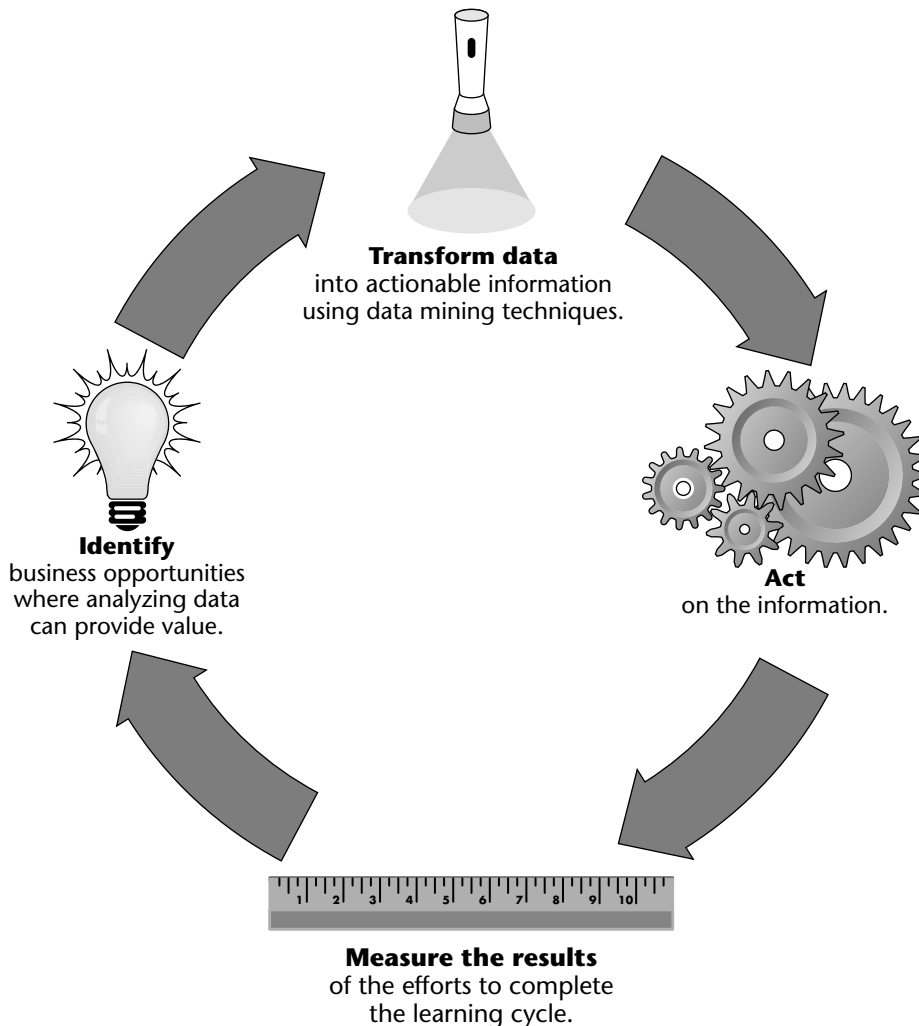 Transform data
into actionable information
using data mining techniques.
Identify
business opportunities
where analyzing data
can provide value.
Act
on the information.
1 2 3 4 5 6 7 8 9 10
Measure the results
of the efforts to complete
the learning cycle.